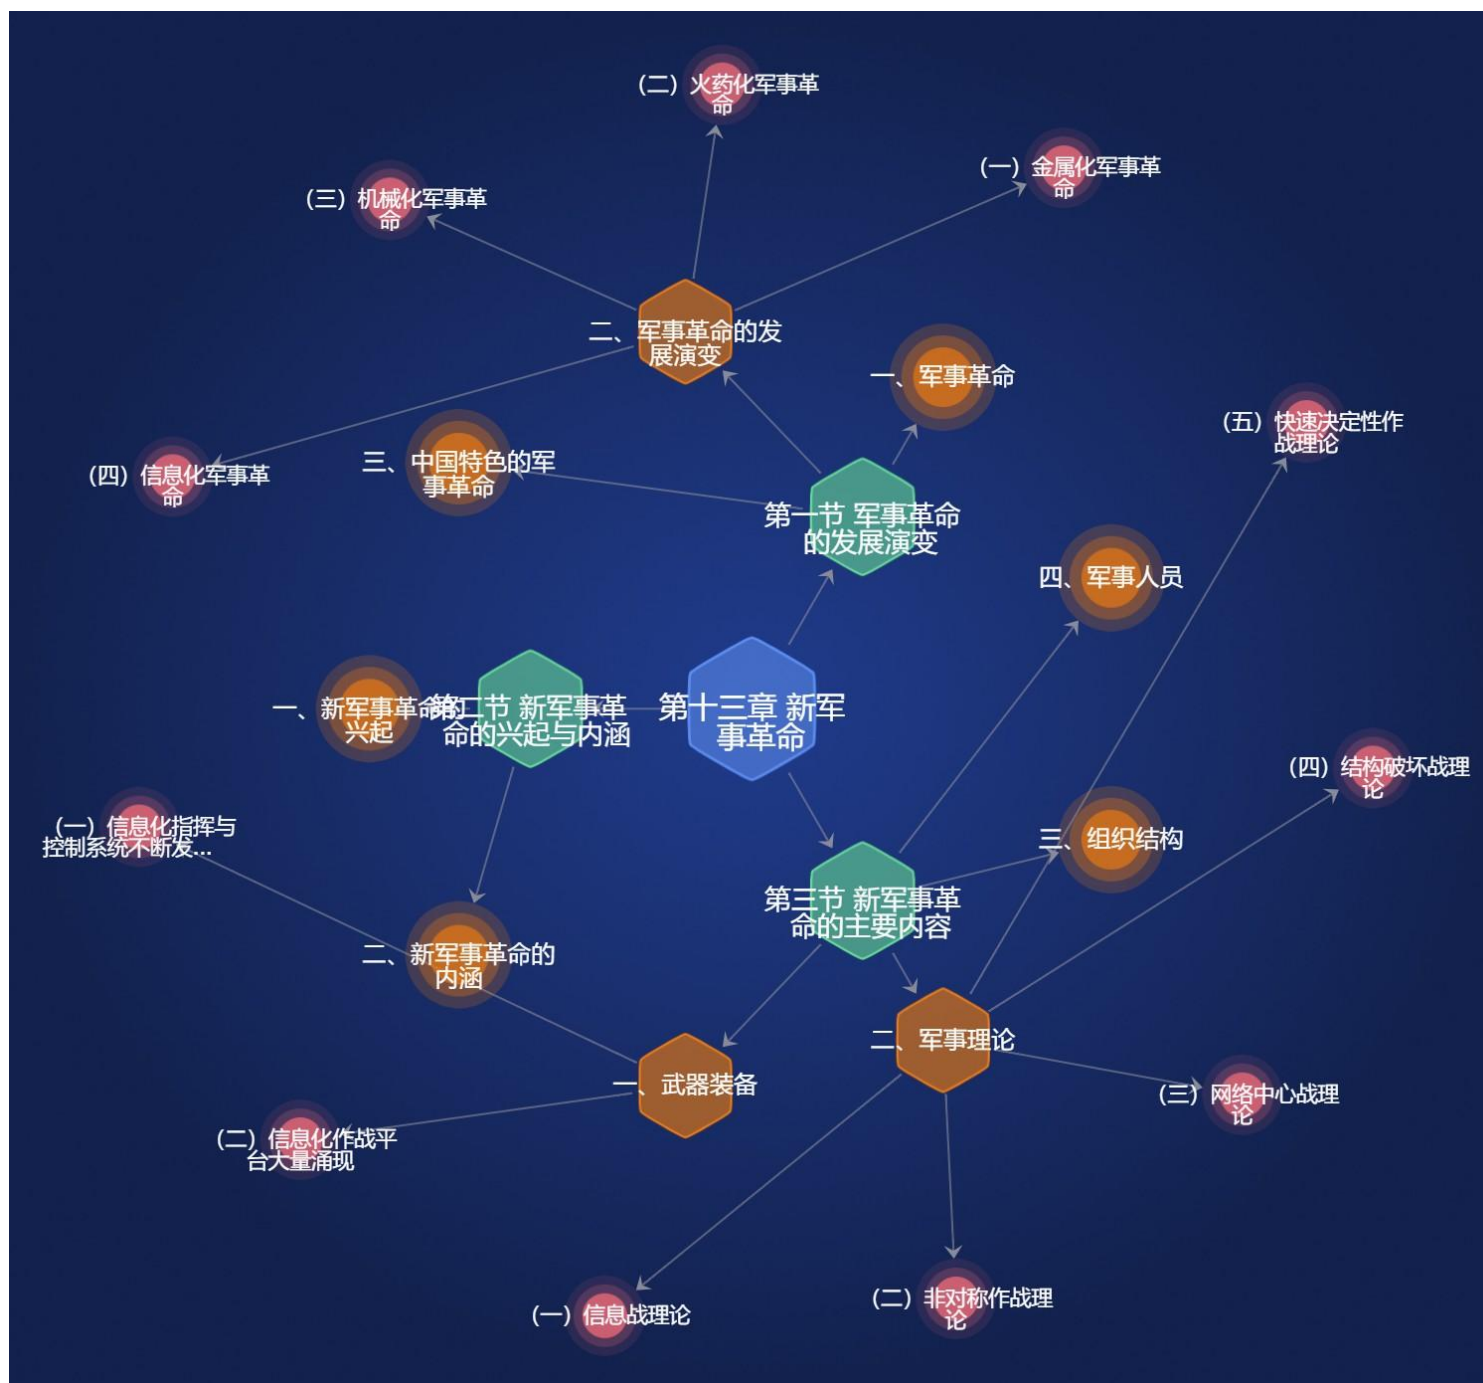 （二）火药化军事革
命
（一）金属化军事革
命
（三）机械化军事革
命
二、军事革命的发
展演变
一、军事革命
（五）快速决定性作
战理论
三、中国特色的军
事革命
（四）信息化军事革
命
第一节 军事革命
的发展演变
四、军事人员
一、新军事革命的
兴起
第二节 新军事革
命的兴起与内涵
第十三章 新军
事革命
（四）结构破坏战理
论
（一）信息化指挥与
控制系统不断发...
三、组织结构
第三节 新军事革
命的主要内容
二、新军事革命的
内涵
二、军事理论
一、武器装备
（三）网络中心战理
论
（二）信息化作战平
台大量涌现
（一）信息战理论
（二）非对称作战理
论